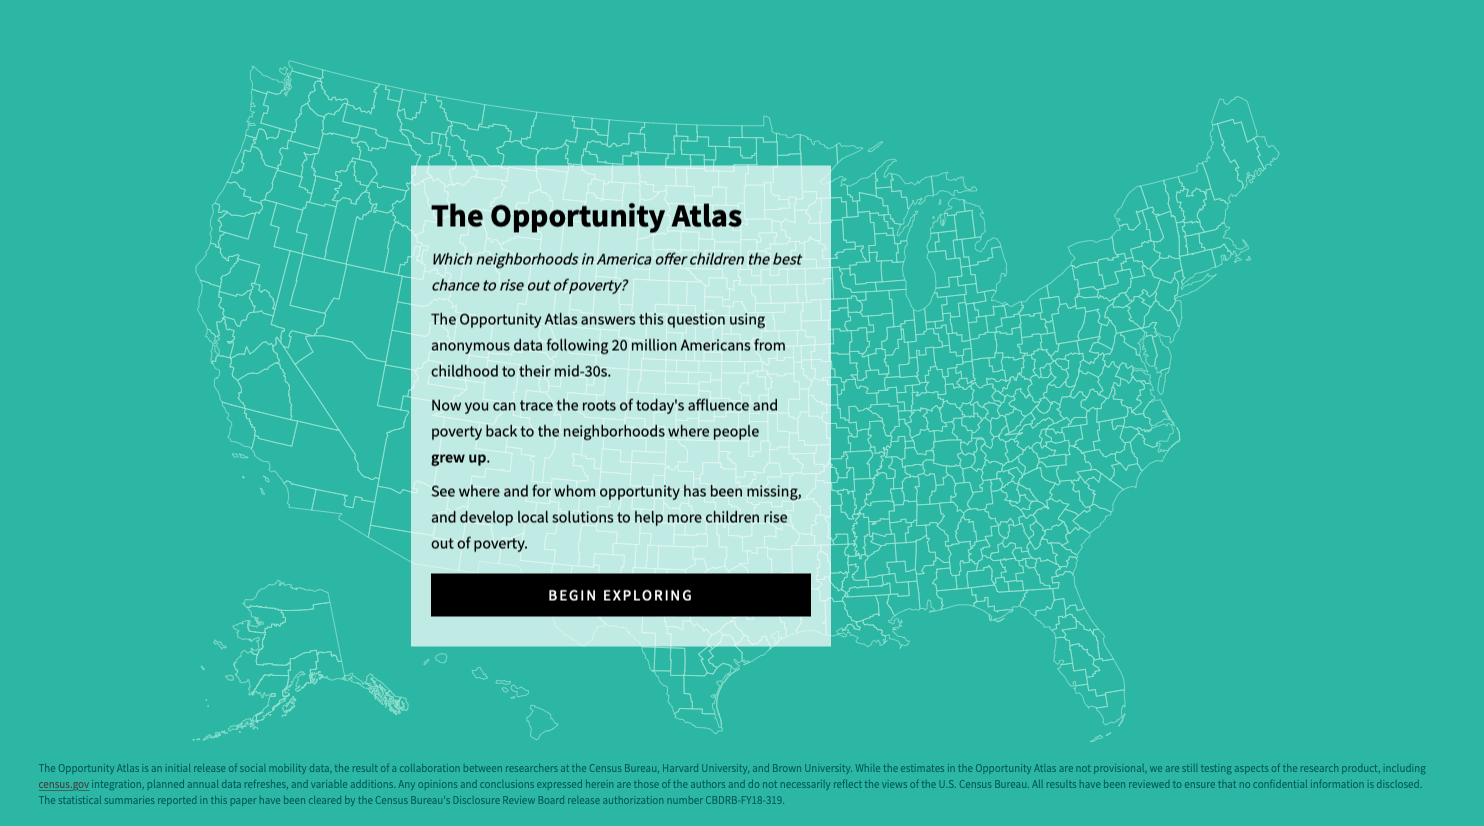 The Opportunity Atlas
Which neighborhoods in America offer children the best
chance to rise out of poverty?
The Opportunity Atlas answers this question using
anonymous data following 20 million Americans from
childhood to their mid-30s.
Now you can trace the roots of today's affluence and
poverty back to the neighborhoods where people
grew up.
See where and for whom opportunity has been missing,
and develop local solutions to help more children rise
out of poverty.
BEGIN EXPLORING
The Opportunity Atlas is an initial release of social mobility data, the result of a collaboration between researchers at the Census Bureau, Harvard University, and Brown University. While the estimates in the Opportunity Atlas are not provisional, we are still testing aspects of the research product, including
census.gov integration, planned annual data refreshes, and variable additions. Any opinions and conclusions expressed herein are those of the authors and do not necessarily reflect the views of the U.S. Census Bureau. All results have been reviewed to ensure that no confidential information is disclosed.
The statistical summaries reported in this paper have been cleared by the Census Bureau's Disclosure Review Board release authorization number CBDRB-FY18-319.